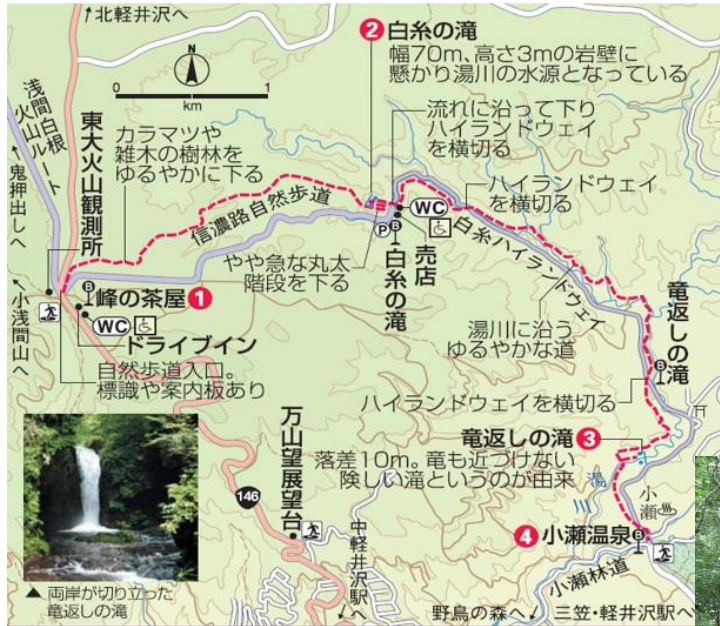 ↑北軽井沢へ
N
0
1
km
浅間白根
火山ルート
↑鬼押出しへ
東大火山観測所
↑小浅間山へ
カラマツや
雑木の樹林を
ゆるやかに下る
信濃路自然歩道
❷白糸の滝
幅70m、高さ3mの岩壁に
懸かり湯川の水源となっている
流れに沿って下り
ハイランドウェイ
を横切る
ハイランドウェイ
を横切る
WC
売店
P
B
白糸の滝
やや急な丸太
階段を下る
白糸ハイランドウェイ
B
峰の茶屋❶
WC
ドライブイン
自然歩道入口。
標識や案内板あり
湯川に沿う
ゆるやかな道
B
竜返しの滝
ハイランドウェイを横切る
竜返しの滝❸
落差10m。竜も近づけない
険しい滝というのが由来
湯川
小瀬
❹小瀬温泉
B
小瀬林道
146
万山望展望台
中軽井沢駅へ
野鳥の森へ
三笠・軽井沢駅へ
▲両岸が切り立った
竜返しの滝